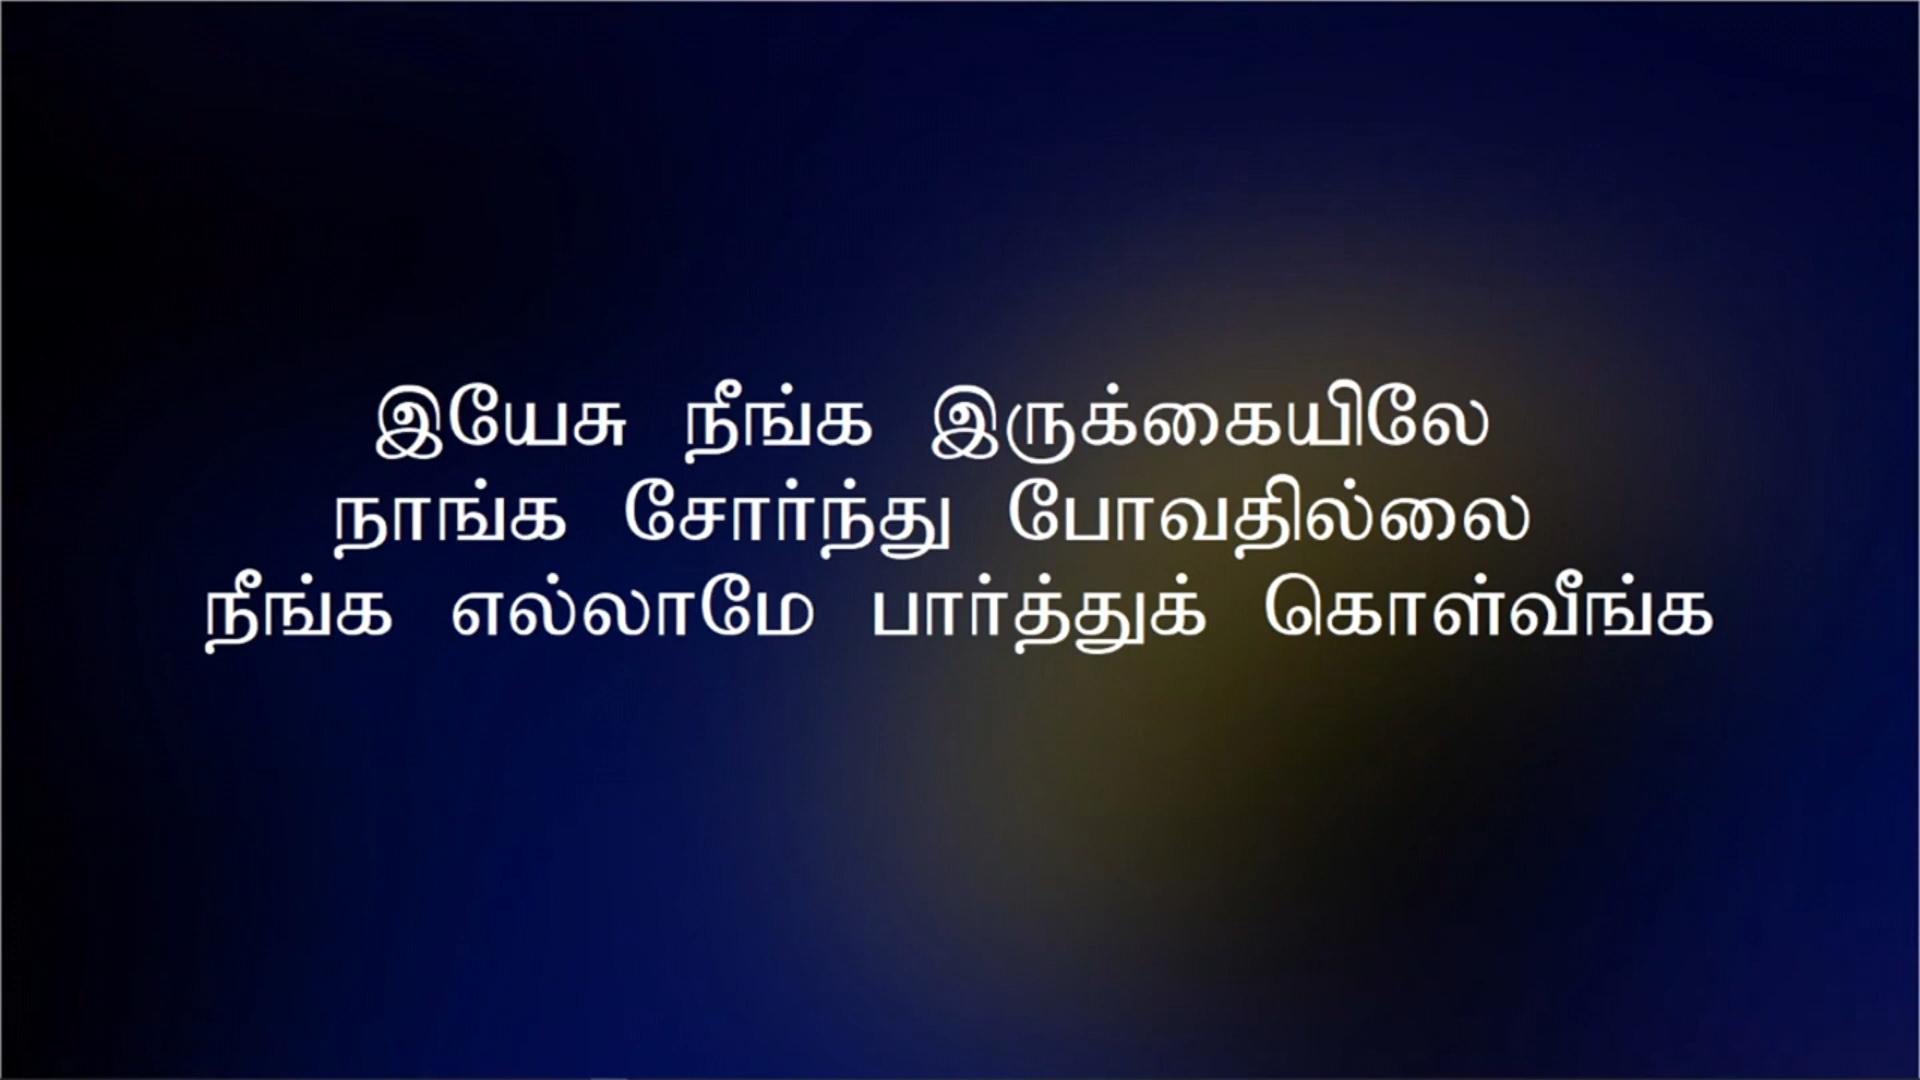 இயேசு நீங்க இருக்கையிலே
நாங்க சோர்ந்து போவதில்லை
நீங்க எல்லாமே பார்த்துக் கொள்வீங்க